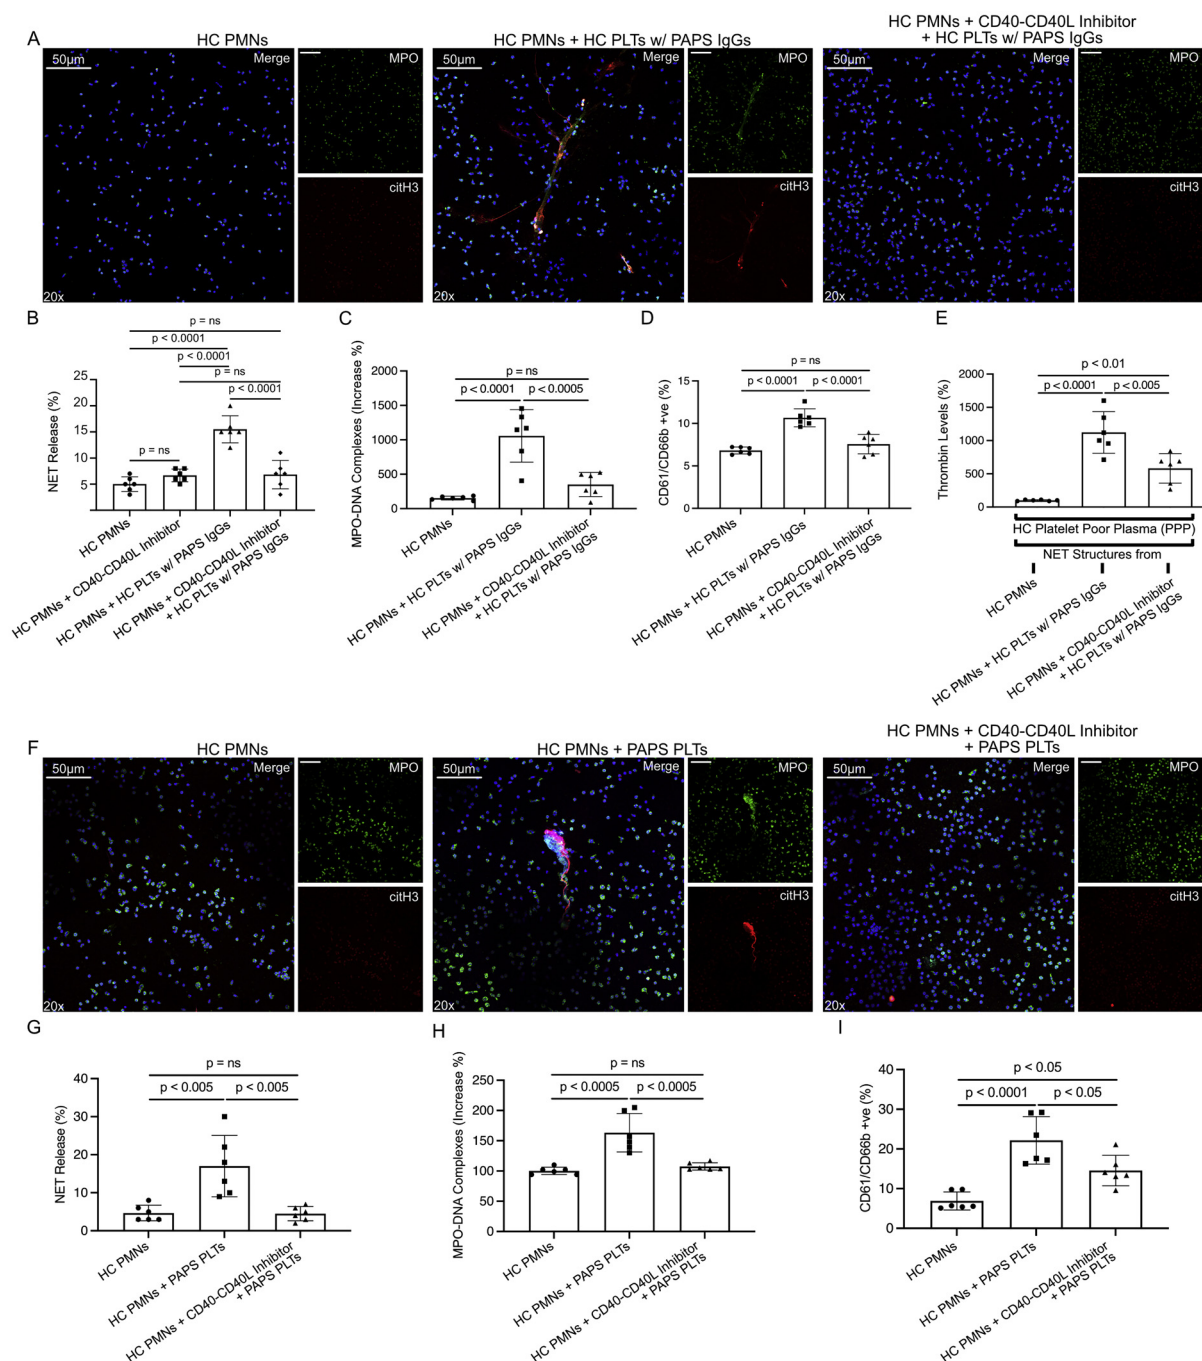 A
HC PMNs
HC PMNs + HC PLTs w/ PAPS IgGs
HC PMNs + CD40-CD40L Inhibitor
+ HC PLTs w/ PAPS IgGs
50µm
Merge
MPO
citH3
20x
50µm
Merge
MPO
citH3
20x
50µm
Merge
MPO
citH3
20x
B
p = ns
p < 0.0001
p < 0.0001
p = ns
p < 0.0001
p = ns
NET Release (%)
25
20
15
10
5
HC PMNs
HC PMNs + CD40-CD40L Inhibitor
HC PMNs + HC PLTs w/ PAPS IgGs
HC PMNs + CD40-CD40L Inhibitor
+ HC PLTs w/ PAPS IgGs
C
p = ns
p < 0.0001
p < 0.0005
MPO-DNA Complexes (Increase %)
2000
1500
1000
500
0
HC PMNs
HC PMNs + HC PLTs w/ PAPS IgGs
HC PMNs + CD40-CD40L Inhibitor
+ HC PLTs w/ PAPS IgGs
D
p = ns
p < 0.0001
p < 0.0001
CD61/CD66b +ve (%)
15
10
5
0
HC PMNs
HC PMNs + HC PLTs w/ PAPS IgGs
HC PMNs + CD40-CD40L Inhibitor
+ HC PLTs w/ PAPS IgGs
E
p < 0.01
p < 0.0001
p < 0.005
Thrombin Levels (%)
2000
1500
1000
500
0
HC Platelet Poor Plasma (PPP)
NET Structures from
HC PMNs
HC PMNs + HC PLTs w/ PAPS IgGs
HC PMNs + CD40-CD40L Inhibitor
+ HC PLTs w/ PAPS IgGs
F
HC PMNs
HC PMNs + PAPS PLTs
HC PMNs + CD40-CD40L Inhibitor
+ PAPS PLTs
50µm
Merge
MPO
citH3
20x
50µm
Merge
MPO
citH3
20x
50µm
Merge
MPO
citH3
20x
G
p = ns
p < 0.005
p < 0.005
NET Release (%)
40
30
20
10
0
HC PMNs
HC PMNs + PAPS PLTs
HC PMNs + CD40-CD40L Inhibitor
+ PAPS PLTs
H
p = ns
p < 0.0005
p < 0.0005
MPO-DNA Complexes (Increase %)
250
200
150
100
50
0
HC PMNs
HC PMNs + PAPS PLTs
HC PMNs + CD40-CD40L Inhibitor
+ PAPS PLTs
I
p < 0.05
p < 0.0001
p < 0.05
CD61/CD66b +ve (%)
40
30
20
10
0
HC PMNs
HC PMNs + PAPS PLTs
HC PMNs + CD40-CD40L Inhibitor
+ PAPS PLTs